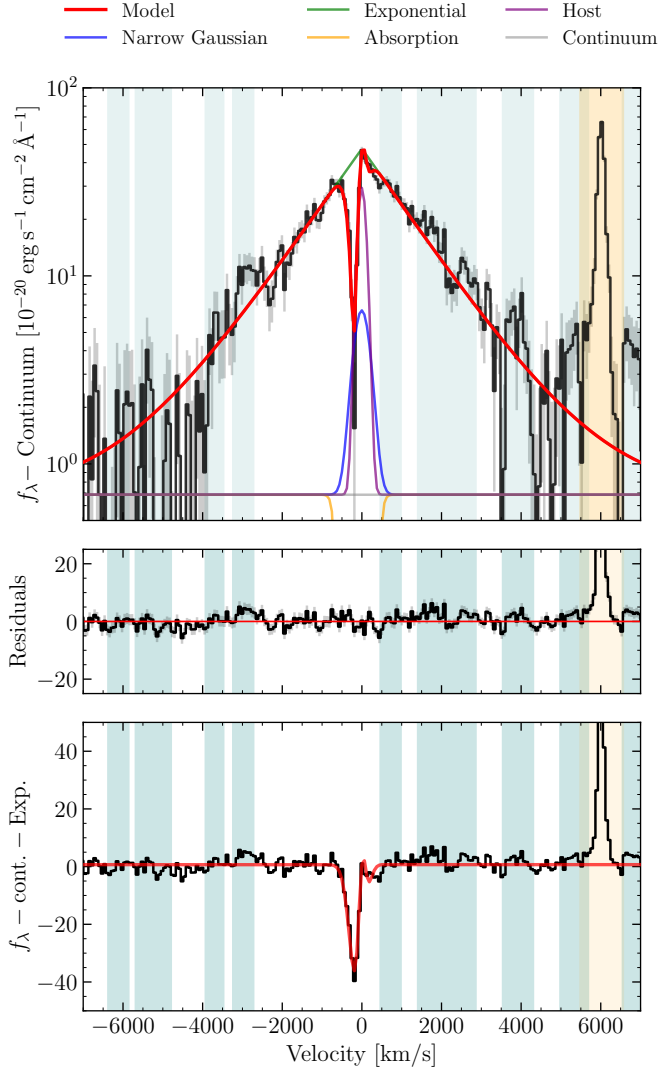 Model Exponential Host
Narrow Gaussian Absorption Continuum
10²
10¹
10⁰
f_λ − Continuum [10⁻²⁰ erg s⁻¹ cm⁻² Å⁻¹]
20
0
−20
Residuals
40
20
0
−20
−40
f_λ − cont. − Exp.
−6000 −4000 −2000 0 2000 4000 6000
Velocity [km/s]